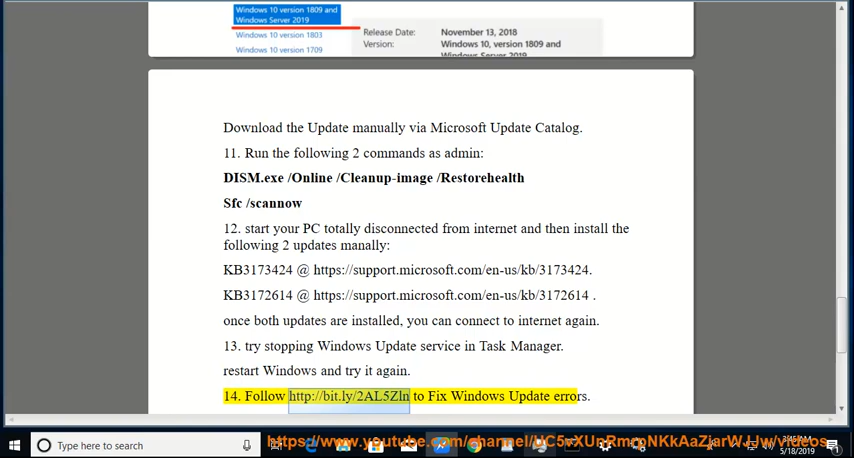 Windows 10 version 1809 and
Windows Server 2019
Windows 10 version 1803
Windows 10 version 1709
Release Date: November 13, 2018
Version: Windows 10, version 1809 and
Windows Server 2019
Download the Update manually via Microsoft Update Catalog.
11. Run the following 2 commands as admin:
DISM.exe /Online /Cleanup-image /Restorehealth
Sfc /scannow
12. start your PC totally disconnected from internet and then install the
following 2 updates manally:
KB3173424 @ https://support.microsoft.com/en-us/kb/3173424.
KB3172614 @ https://support.microsoft.com/en-us/kb/3172614 .
once both updates are installed, you can connect to internet again.
13. try stopping Windows Update service in Task Manager.
restart Windows and try it again.
14. Follow http://bit.ly/2AL5Zln to Fix Windows Update errors.
Type here to search
5/18/2019